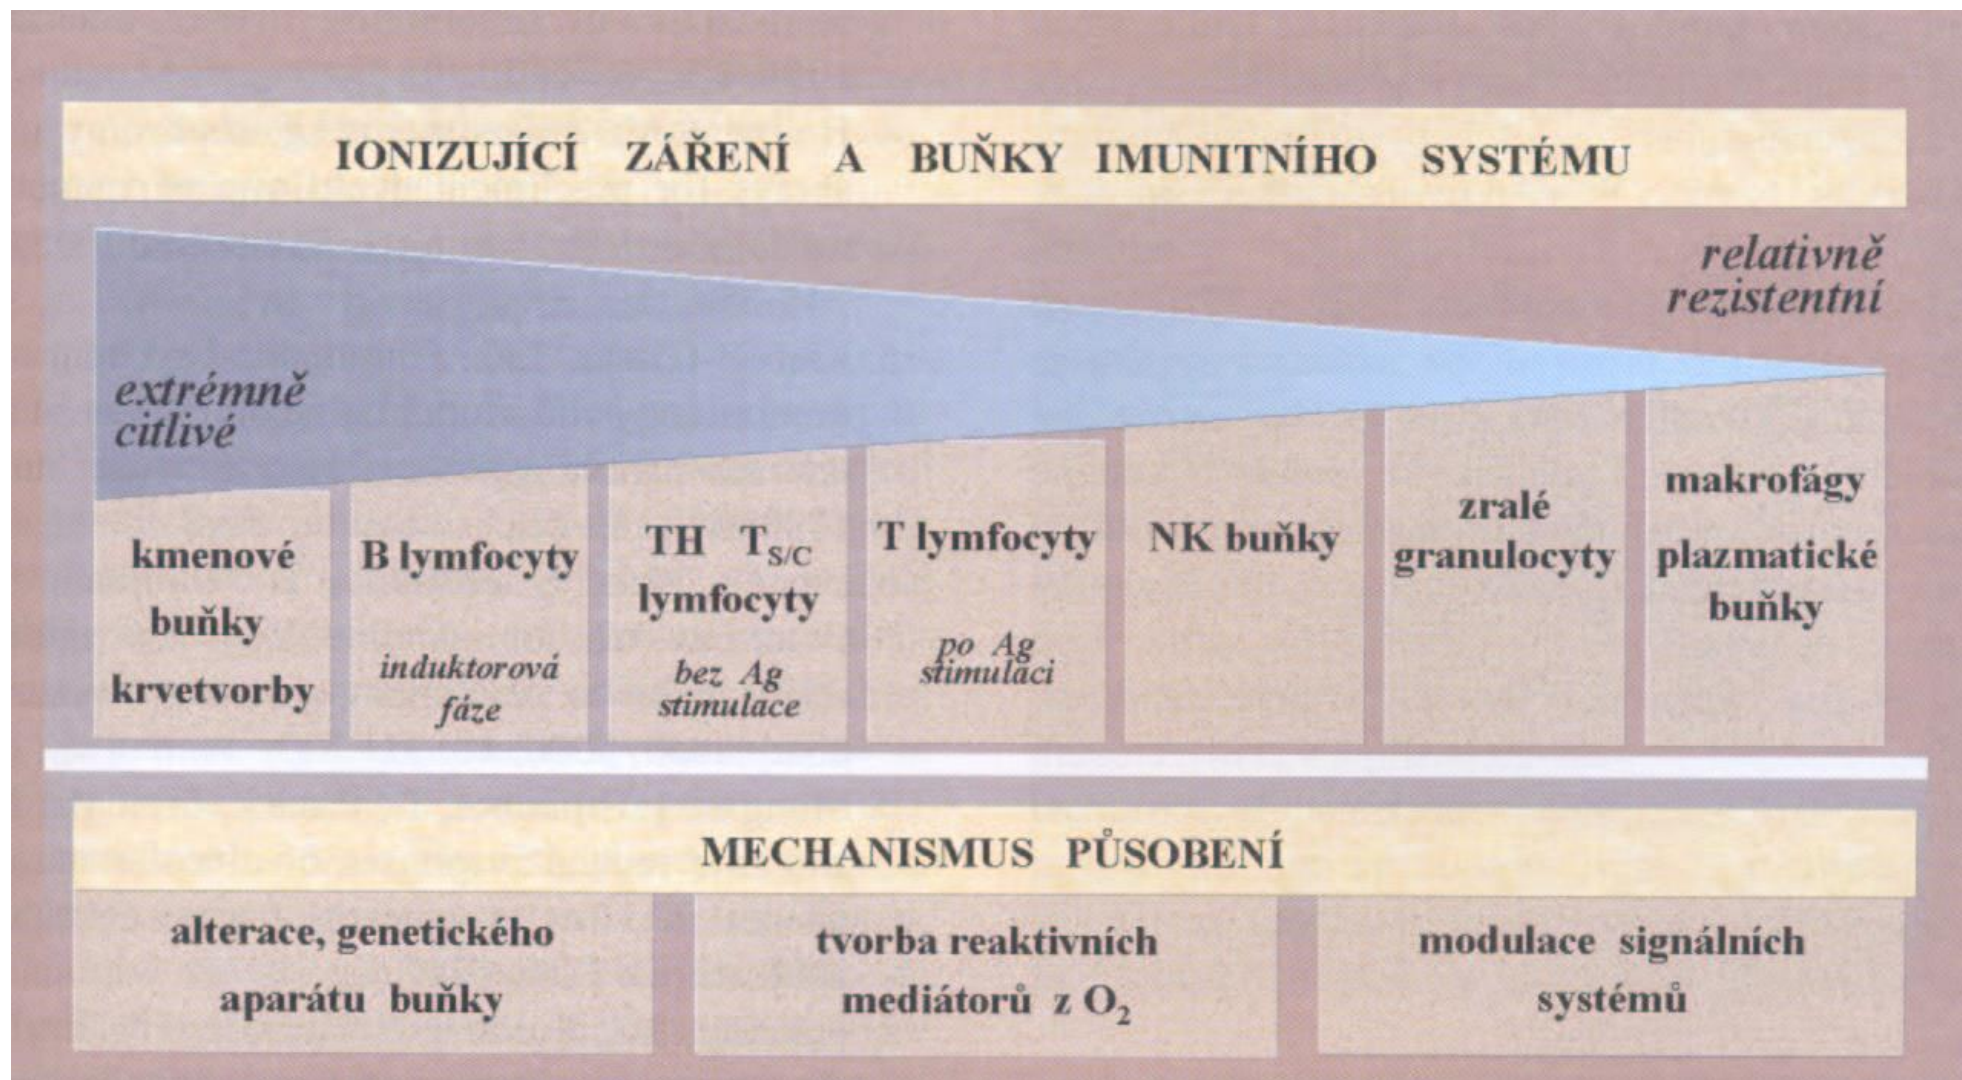 IONIZUJÍCÍ ZÁŘENÍ A BUŇKY IMUNITNÍHO SYSTÉMU
relativně
rezistentní
extrémně
citlivé
kmenové
buňky
krvetvorby
B lymfocyty
induktorová
fáze
TH T_S/C
lymfocyty
bez Ag
stimulace
T lymfocyty
po Ag
stimulaci
NK buňky
zralé
granulocyty
makrofágy
plazmatické
buňky
MECHANISMUS PŮSOBENÍ
alterace, genetického
aparátu buňky
tvorba reaktivních
mediátorů z O₂
modulace signálních
systémů